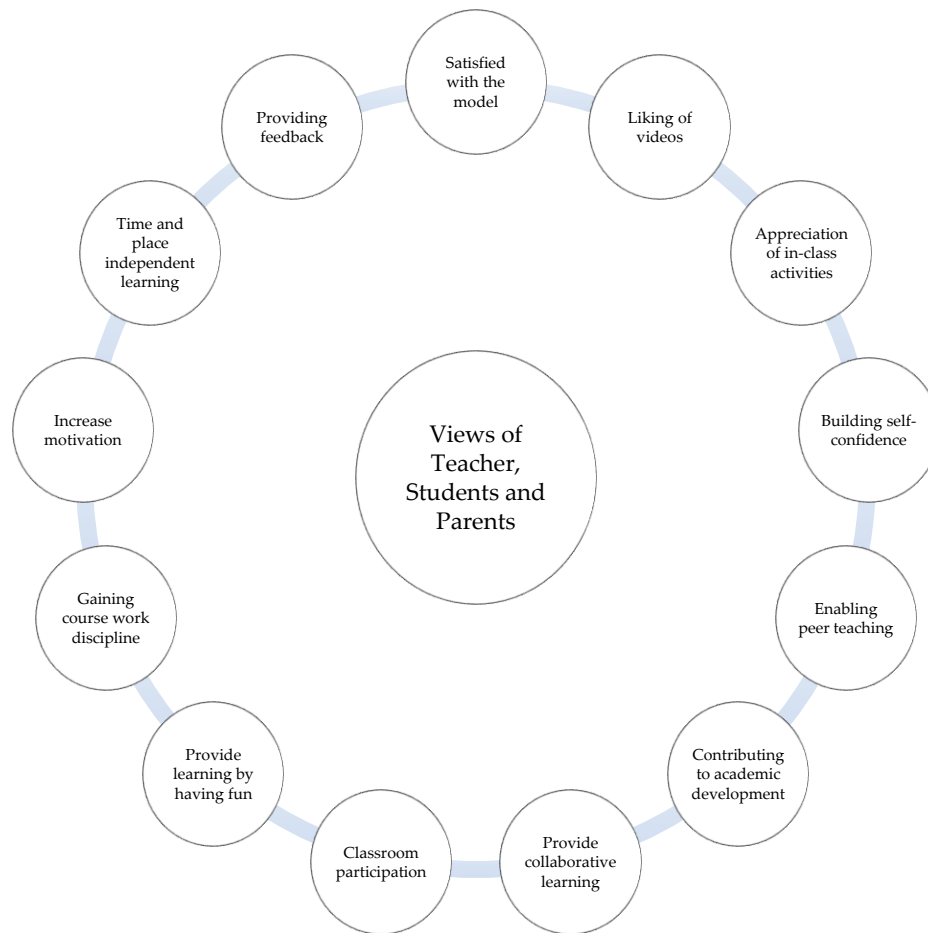 Satisfied
with the
model
Liking of
videos
Appreciation
of in-class
activities
Building self-
confidence
Enabling
peer teaching
Contributing
to academic
development
Provide
collaborative
learning
Classroom
participation
Provide
learning by
having fun
Gaining
course work
discipline
Increase
motivation
Time and
place
independent
learning
Providing
feedback
Views of
Teacher,
Students and
Parents